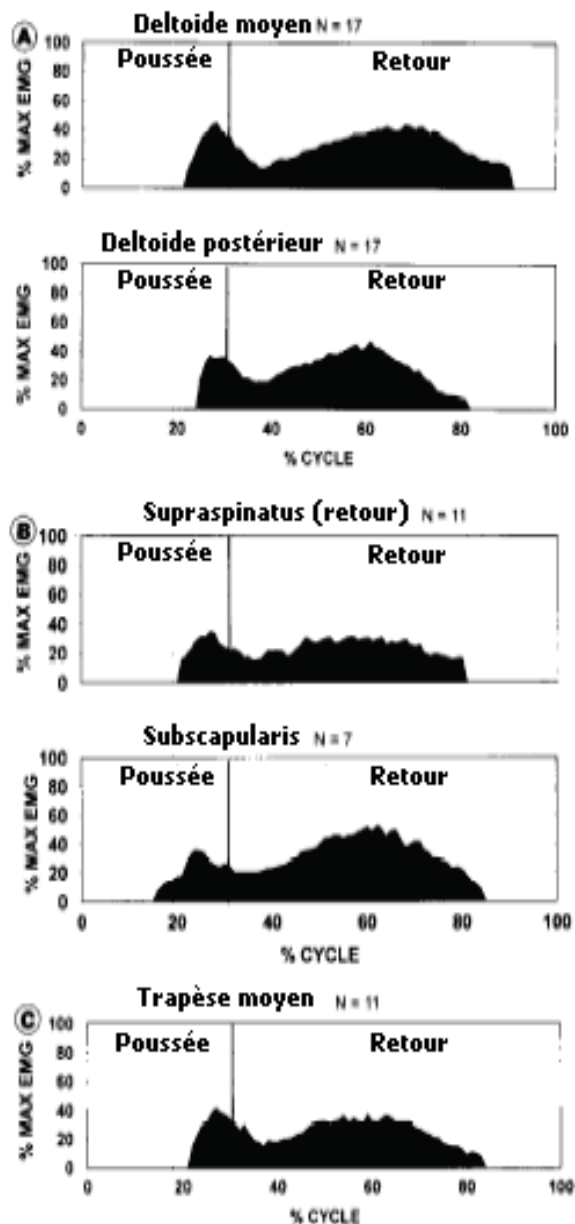 A
Deltoide moyen N = 17
Poussée Retour
% MAX EMG
100
80
60
40
20
0
Deltoide postérieur N = 17
Poussée Retour
% MAX EMG
100
80
60
40
20
0
0 20 40 60 80 100
% CYCLE
B
Supraspinatus (retour) N = 11
Poussée Retour
% MAX EMG
100
80
60
40
20
0
Subscapularis N = 7
Poussée Retour
% MAX EMG
100
80
60
40
20
0
0 20 40 60 80 100
% CYCLE
C
Trapèse moyen N = 11
Poussée Retour
% MAX EMG
100
80
60
40
20
0
0 20 40 60 80 100
% CYCLE